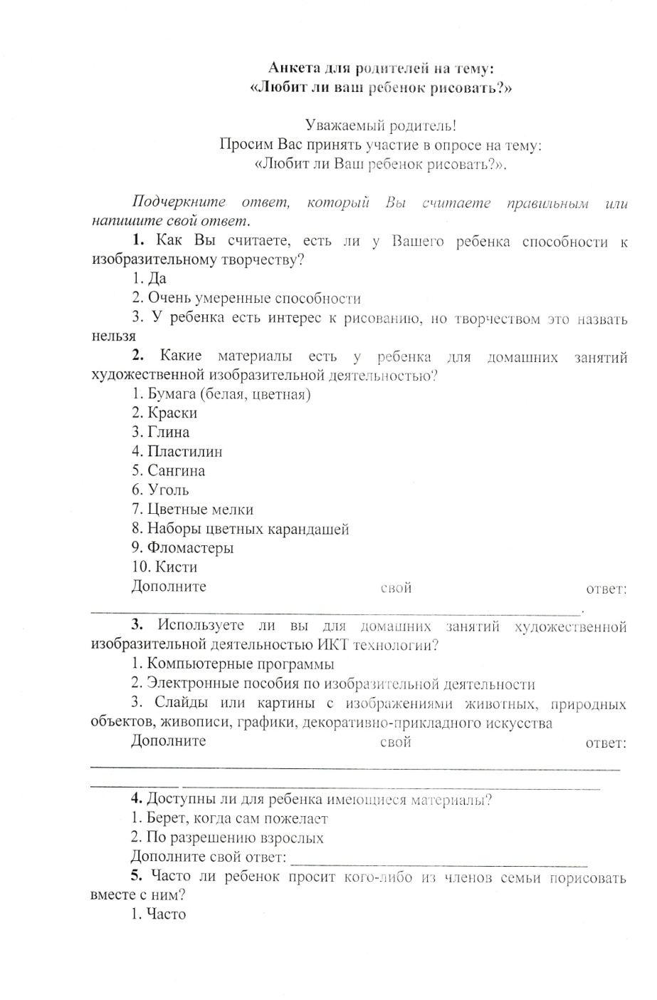 Анкета для родителей на тему:
«Любит ли ваш ребенок рисовать?»
Уважаемый родитель!
Просим Вас принять участие в опросе на тему:
«Любит ли Ваш ребенок рисовать?».
Подчеркните ответ, который Вы считаете правильным или
напишите свой ответ.
1. Как Вы считаете, есть ли у Вашего ребенка способности к
изобразительному творчеству?
1. Да
2. Очень умеренные способности
3. У ребенка есть интерес к рисованию, но творчеством это назвать
нельзя
2. Какие материалы есть у ребенка для домашних занятий
художественной изобразительной деятельностью?
1. Бумага (белая, цветная)
2. Краски
3. Глина
4. Пластилин
5. Сангина
6. Уголь
7. Цветные мелки
8. Наборы цветных карандашей
9. Фломастеры
10. Кисти
Дополните свой ответ:
.
3. Используете ли вы для домашних занятий художественной
изобразительной деятельностью ИКТ технологии?
1. Компьютерные программы
2. Электронные пособия по изобразительной деятельности
3. Слайды или картины с изображениями животных, природных
объектов, живописи, графики, декоративно-прикладного искусства
Дополните свой ответ:
4. Доступны ли для ребенка имеющиеся материалы?
1. Берет, когда сам пожелает
2. По разрешению взрослых
Дополните свой ответ:
5. Часто ли ребенок просит кого-либо из членов семьи порисовать
вместе с ним?
1. Часто